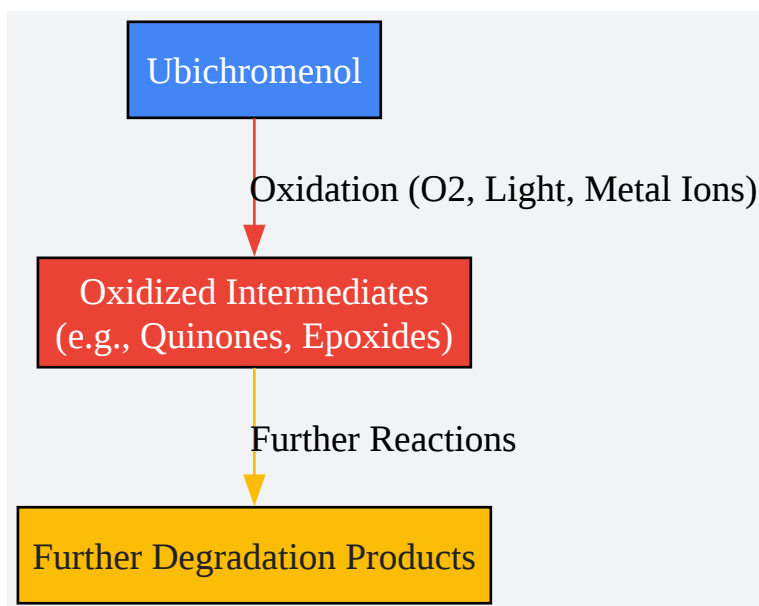 Ubichromenol
Oxidation (O2, Light, Metal Ions)
Oxidized Intermediates
(e.g., Quinones, Epoxides)
Further Reactions
Further Degradation Products